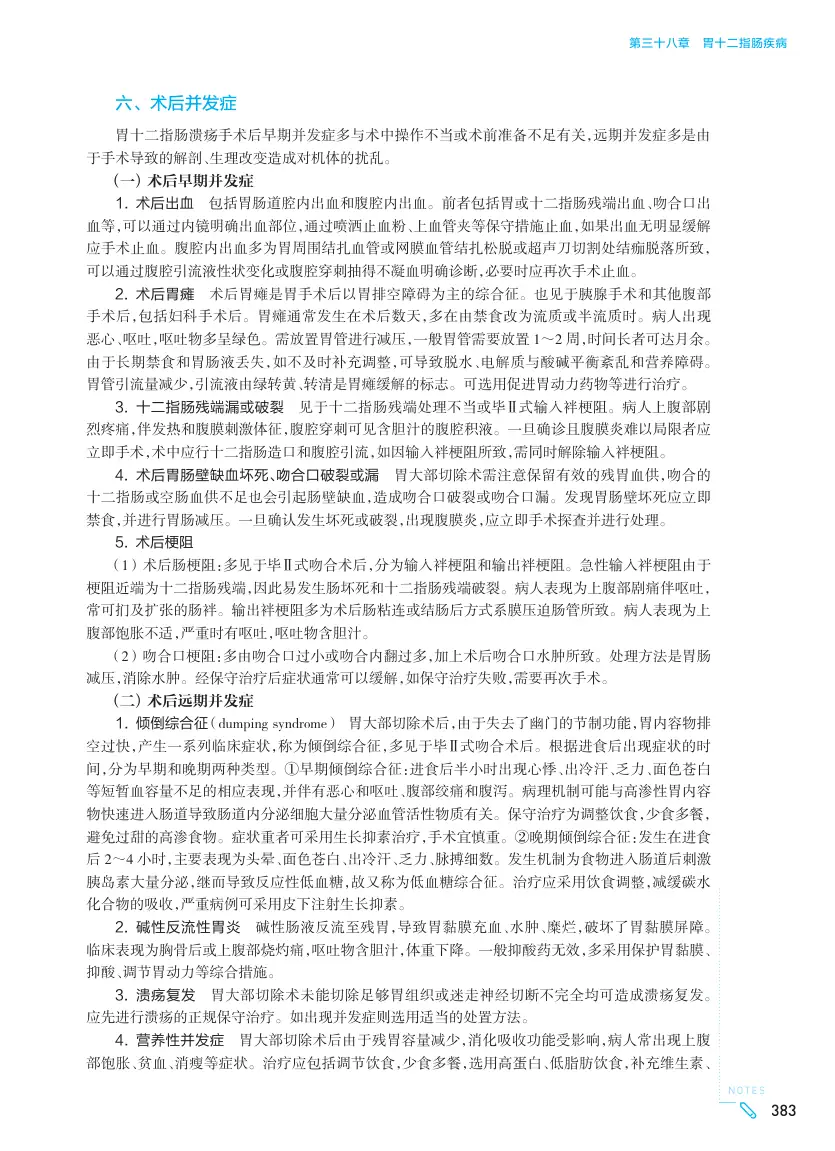 第三十八章 胃十二指肠疾病
六、术后并发症
胃十二指肠溃疡手术后早期并发症多与术中操作不当或术前准备不足有关,远期并发症多是由
于手术导致的解剖、生理改变造成对机体的扰乱。
(一)术后早期并发症
1. 术后出血 包括胃肠道腔内出血和腹腔内出血。前者包括胃或十二指肠残端出血、吻合口出
血等,可以通过内镜明确出血部位,通过喷洒止血粉、上血管夹等保守措施止血,如果出血无明显缓解
应手术止血。腹腔内出血多为胃周围结扎血管或网膜血管结扎松脱或超声刀切割处结痂脱落所致,
可以通过腹腔引流液性状变化或腹腔穿刺抽得不凝血明确诊断,必要时应再次手术止血。
2. 术后胃瘫 术后胃瘫是胃手术后以胃排空障碍为主的综合征。也见于胰腺手术和其他腹部
手术后,包括妇科手术后。胃瘫通常发生在术后数天,多在由禁食改为流质或半流质时。病人出现
恶心、呕吐,呕吐物多呈绿色。需放置胃管进行减压,一般胃管需要放置 1～2 周,时间长者可达月余。
由于长期禁食和胃肠液丢失,如不及时补充调整,可导致脱水、电解质与酸碱平衡紊乱和营养障碍。
胃管引流量减少,引流液由绿转黄、转清是胃瘫缓解的标志。可选用促进胃动力药物等进行治疗。
3. 十二指肠残端漏或破裂 见于十二指肠残端处理不当或毕Ⅱ式输入袢梗阻。病人上腹部剧
烈疼痛,伴发热和腹膜刺激体征,腹腔穿刺可见含胆汁的腹腔积液。一旦确诊且腹膜炎难以局限者应
立即手术,术中应行十二指肠造口和腹腔引流,如因输入袢梗阻所致,需同时解除输入袢梗阻。
4. 术后胃肠壁缺血坏死、吻合口破裂或漏 胃大部切除术需注意保留有效的残胃血供,吻合的
十二指肠或空肠血供不足也会引起肠壁缺血,造成吻合口破裂或吻合口漏。发现胃肠壁坏死应立即
禁食,并进行胃肠减压。一旦确认发生坏死或破裂,出现腹膜炎,应立即手术探查并进行处理。
5. 术后梗阻
(1)术后肠梗阻:多见于毕Ⅱ式吻合术后,分为输入袢梗阻和输出袢梗阻。急性输入袢梗阻由于
梗阻近端为十二指肠残端,因此易发生肠坏死和十二指肠残端破裂。病人表现为上腹部剧痛伴呕吐,
常可扪及扩张的肠袢。输出袢梗阻多为术后肠粘连或结肠后方式系膜压迫肠管所致。病人表现为上
腹部饱胀不适,严重时有呕吐,呕吐物含胆汁。
(2)吻合口梗阻:多由吻合口过小或吻合内翻过多,加上术后吻合口水肿所致。处理方法是胃肠
减压,消除水肿。经保守治疗后症状通常可以缓解,如保守治疗失败,需要再次手术。
(二)术后远期并发症
1. 倾倒综合征(dumping syndrome) 胃大部切除术后,由于失去了幽门的节制功能,胃内容物排
空过快,产生一系列临床症状,称为倾倒综合征,多见于毕Ⅱ式吻合术后。根据进食后出现症状的时
间,分为早期和晚期两种类型。①早期倾倒综合征:进食后半小时出现心悸、出冷汗、乏力、面色苍白
等短暂血容量不足的相应表现,并伴有恶心和呕吐、腹部绞痛和腹泻。病理机制可能与高渗性胃内容
物快速进入肠道导致肠道内分泌细胞大量分泌血管活性物质有关。保守治疗为调整饮食,少食多餐,
避免过甜的高渗食物。症状重者可采用生长抑素治疗,手术宜慎重。②晚期倾倒综合征:发生在进食
后 2～4 小时,主要表现为头晕、面色苍白、出冷汗、乏力、脉搏细数。发生机制为食物进入肠道后刺激
胰岛素大量分泌,继而导致反应性低血糖,故又称为低血糖综合征。治疗应采用饮食调整,减缓碳水
化合物的吸收,严重病例可采用皮下注射生长抑素。
2. 碱性反流性胃炎 碱性肠液反流至残胃,导致胃黏膜充血、水肿、糜烂,破坏了胃黏膜屏障。
临床表现为胸骨后或上腹部烧灼痛,呕吐物含胆汁,体重下降。一般抑酸药无效,多采用保护胃黏膜、
抑酸、调节胃动力等综合措施。
3. 溃疡复发 胃大部切除术未能切除足够胃组织或迷走神经切断不完全均可造成溃疡复发。
应先进行溃疡的正规保守治疗。如出现并发症则选用适当的处置方法。
4. 营养性并发症 胃大部切除术后由于残胃容量减少,消化吸收功能受影响,病人常出现上腹
部饱胀、贫血、消瘦等症状。治疗应包括调节饮食,少食多餐,选用高蛋白、低脂肪饮食,补充维生素、
NOTES
383